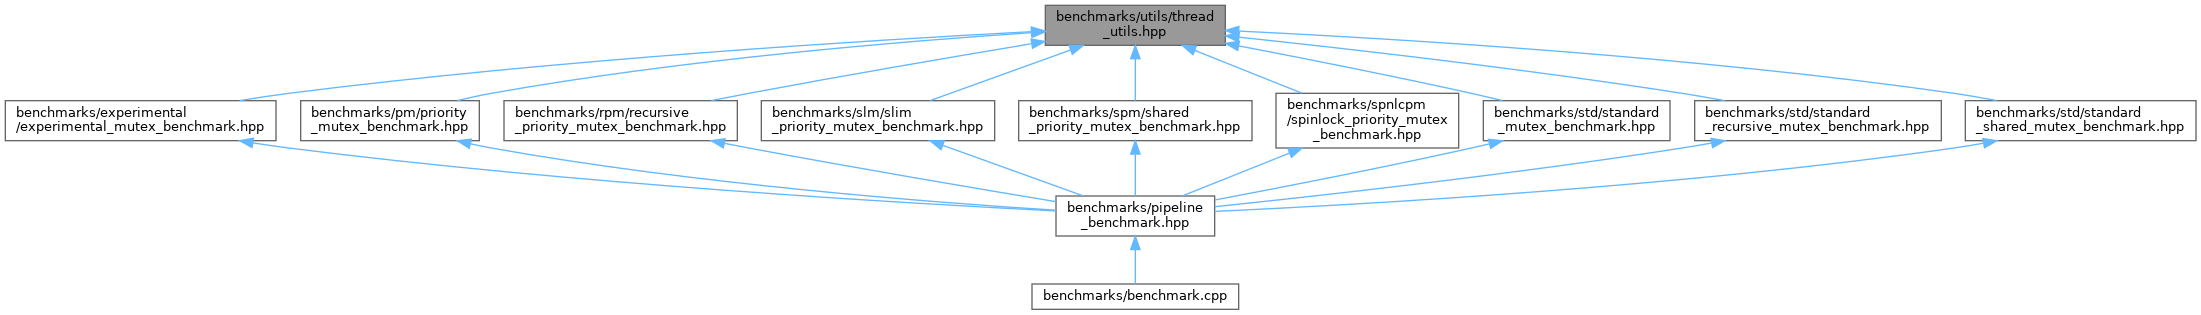 benchmarks/utils/thread
_utils.hpp
benchmarks/experimental
/experimental_mutex_benchmark.hpp
benchmarks/pm/priority
_mutex_benchmark.hpp
benchmarks/rpm/recursive
_priority_mutex_benchmark.hpp
benchmarks/slm/slim
_priority_mutex_benchmark.hpp
benchmarks/spm/shared
_priority_mutex_benchmark.hpp
benchmarks/spnlcpm
/spinlock_priority_mutex
_benchmark.hpp
benchmarks/std/standard
_mutex_benchmark.hpp
benchmarks/std/standard
_recursive_mutex_benchmark.hpp
benchmarks/std/standard
_shared_mutex_benchmark.hpp
benchmarks/pipeline
_benchmark.hpp
benchmarks/benchmark.cpp